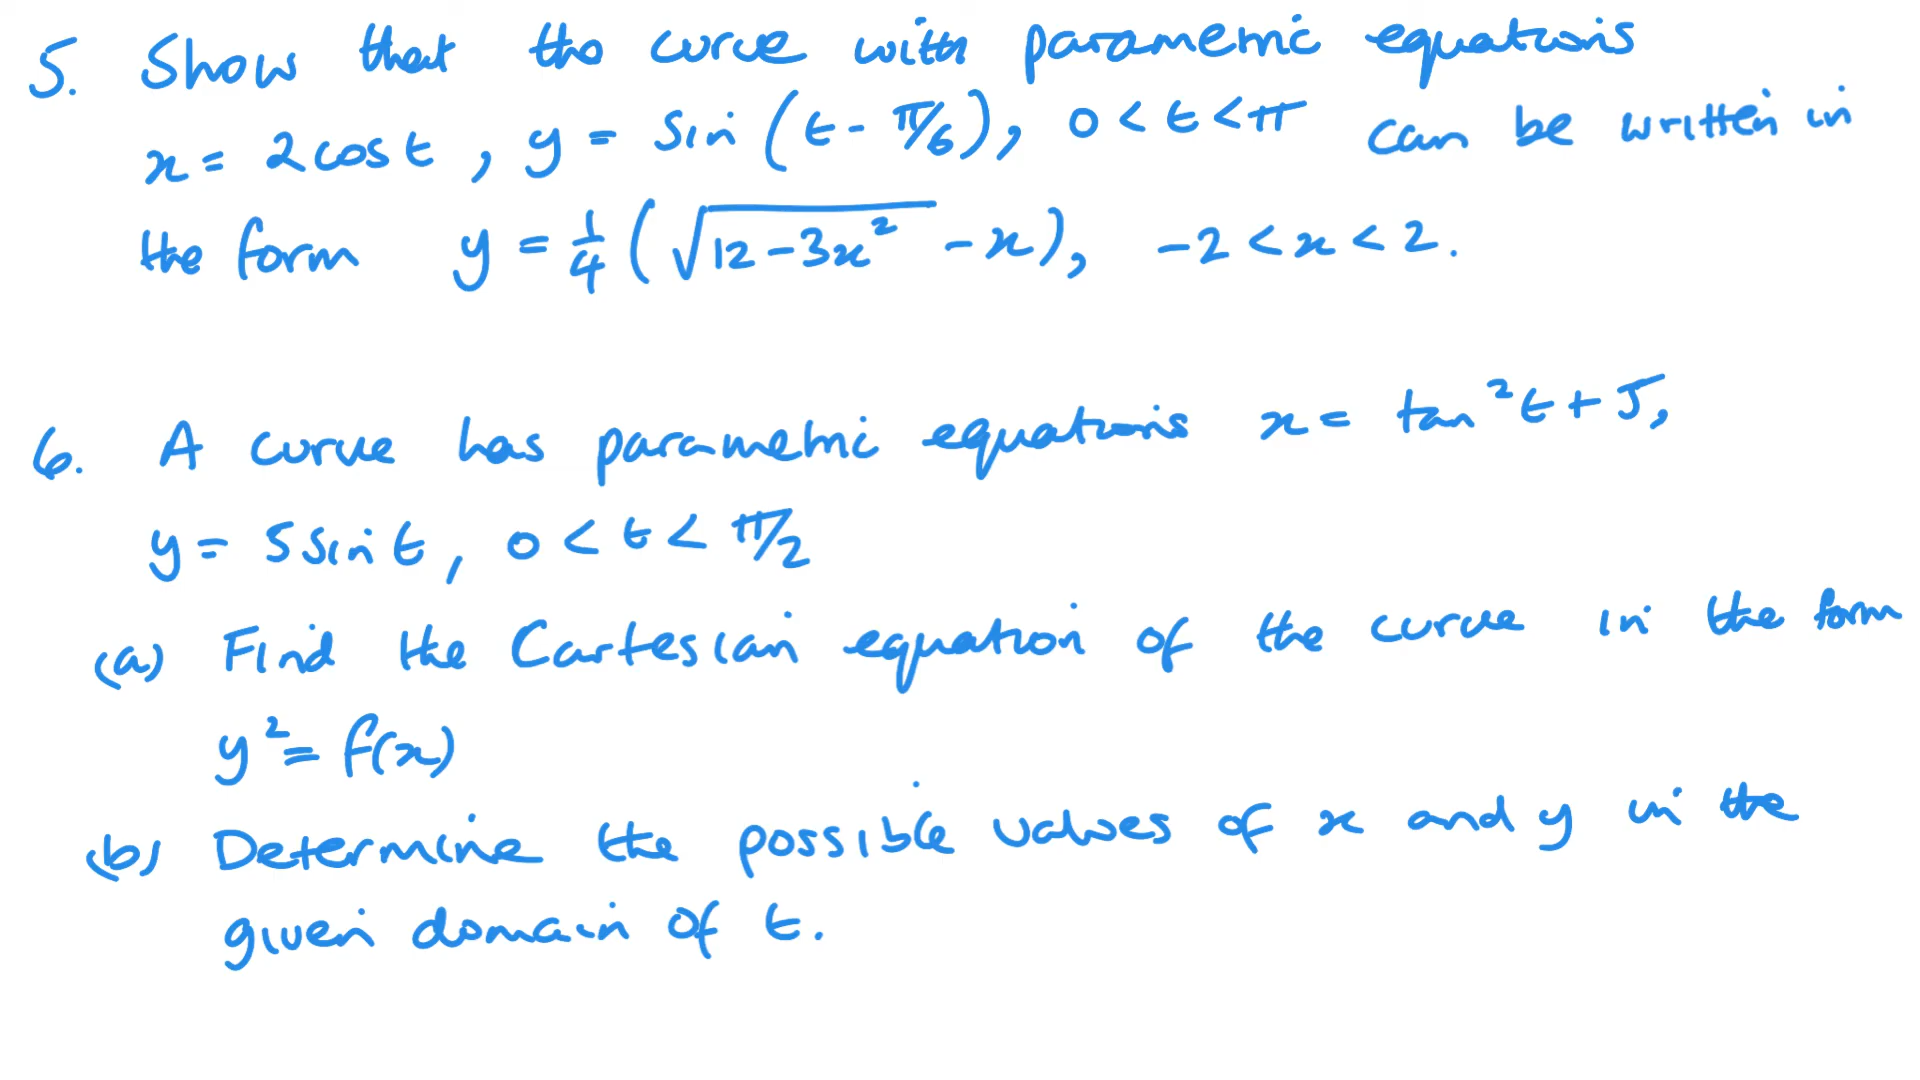 5. Show that the curve with parametric equations
x = 2cos t, y = sin(t - π/6), 0 < t < π can be written in
the form y = 1/4 (√(12 - 3x²) - x), -2 < x < 2.
6. A curve has parametric equations x = tan²t + 5,
y = 5 sin t, 0 < t < π/2
(a) Find the Cartesian equation of the curve in the form
y² = f(x)
(b) Determine the possible values of x and y in the
given domain of t.